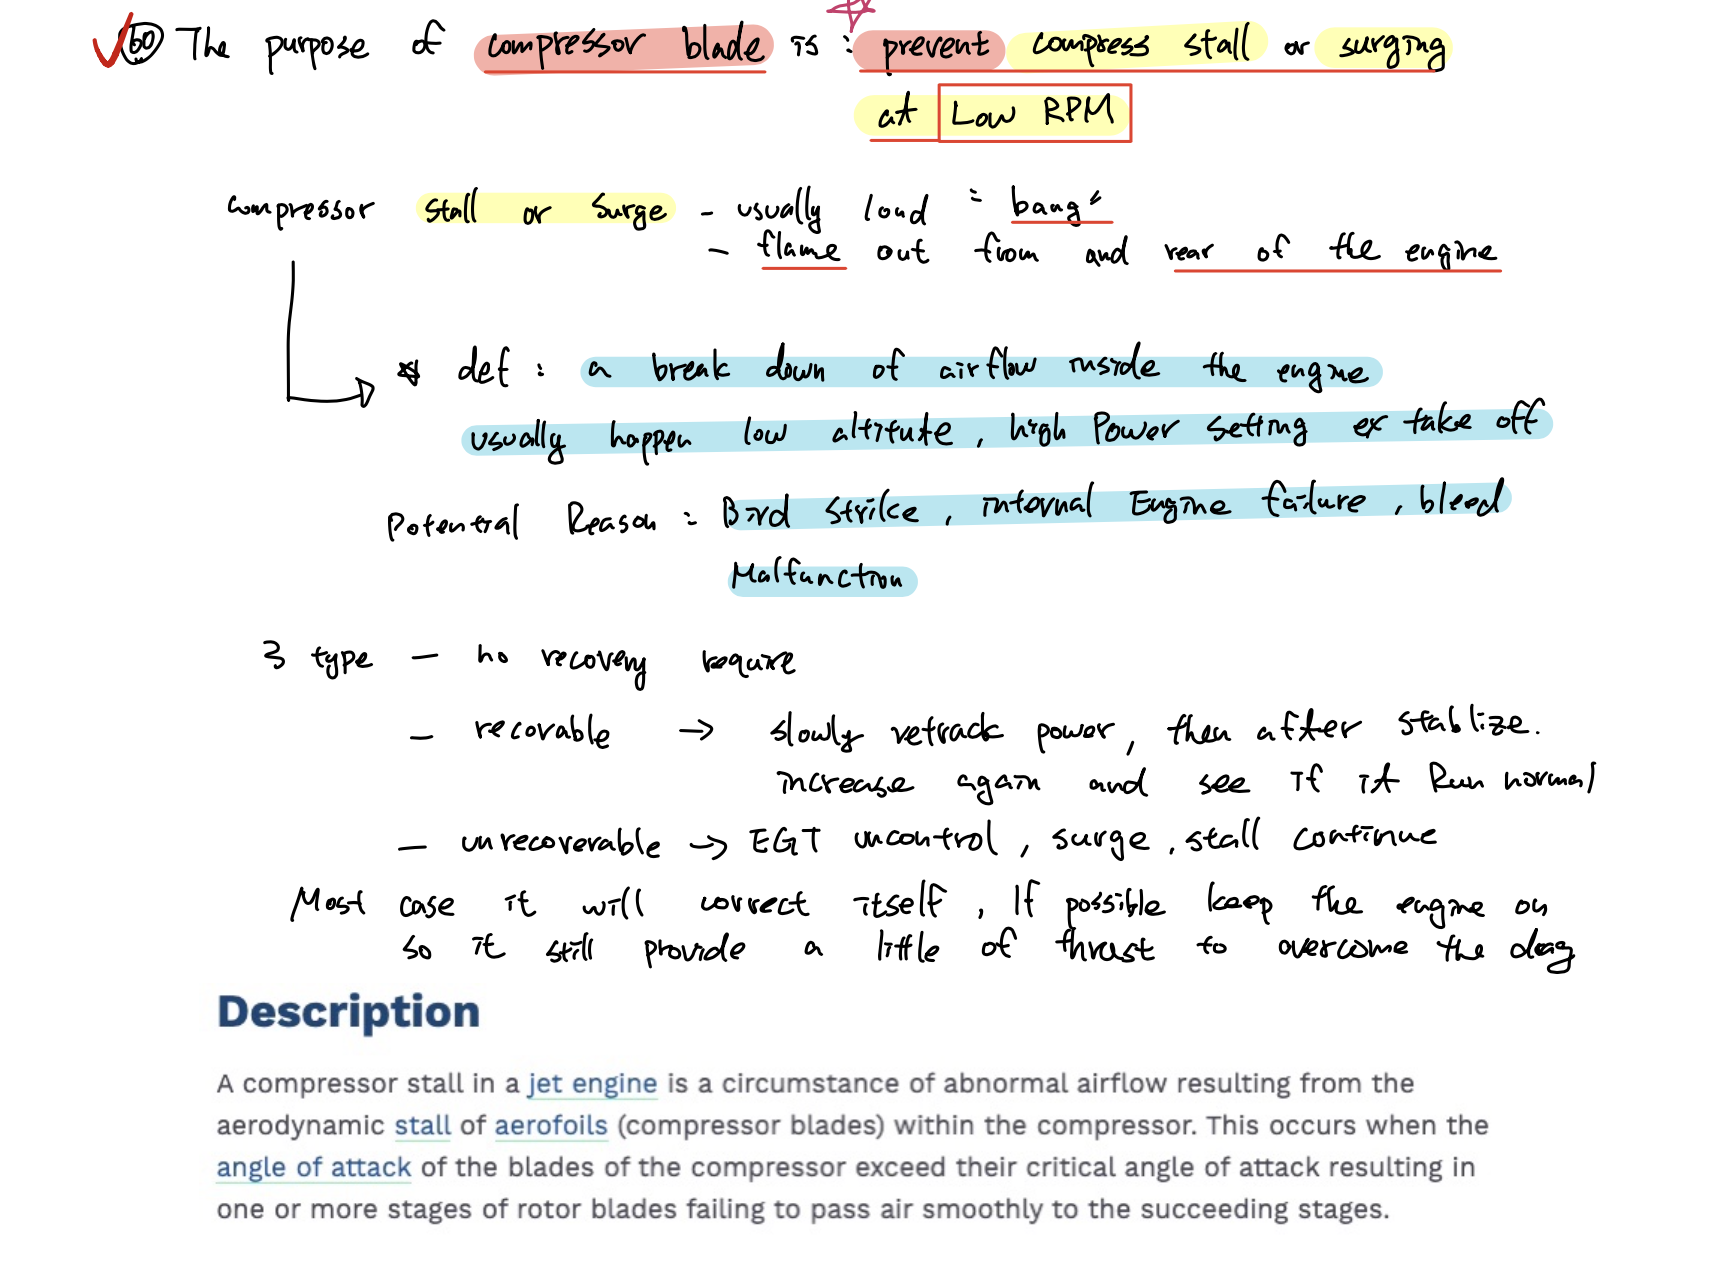 60 The purpose of compressor blade is : prevent compress stall or surging
at Low RPM
compressor stall or surge - usually loud "bang"
- flame out from and rear of the engine
* def : a break down of airflow inside the engine
usually happen low altitute, high Power setting ex take off
Potential Reason : Bird Strike, internal Engine failure, bleed
Malfunction
3 type - no recovery require
- recovable → slowly retrack power, then after stablize.
increase again and see if it Run normal
- unrecoverable → EGT uncontrol, surge, stall continue
Most case it will correct itself, If possible keep the engine on
so it still provide a little of thrust to overcome the drag
Description
A compressor stall in a jet engine is a circumstance of abnormal airflow resulting from the
aerodynamic stall of aerofoils (compressor blades) within the compressor. This occurs when the
angle of attack of the blades of the compressor exceed their critical angle of attack resulting in
one or more stages of rotor blades failing to pass air smoothly to the succeeding stages.